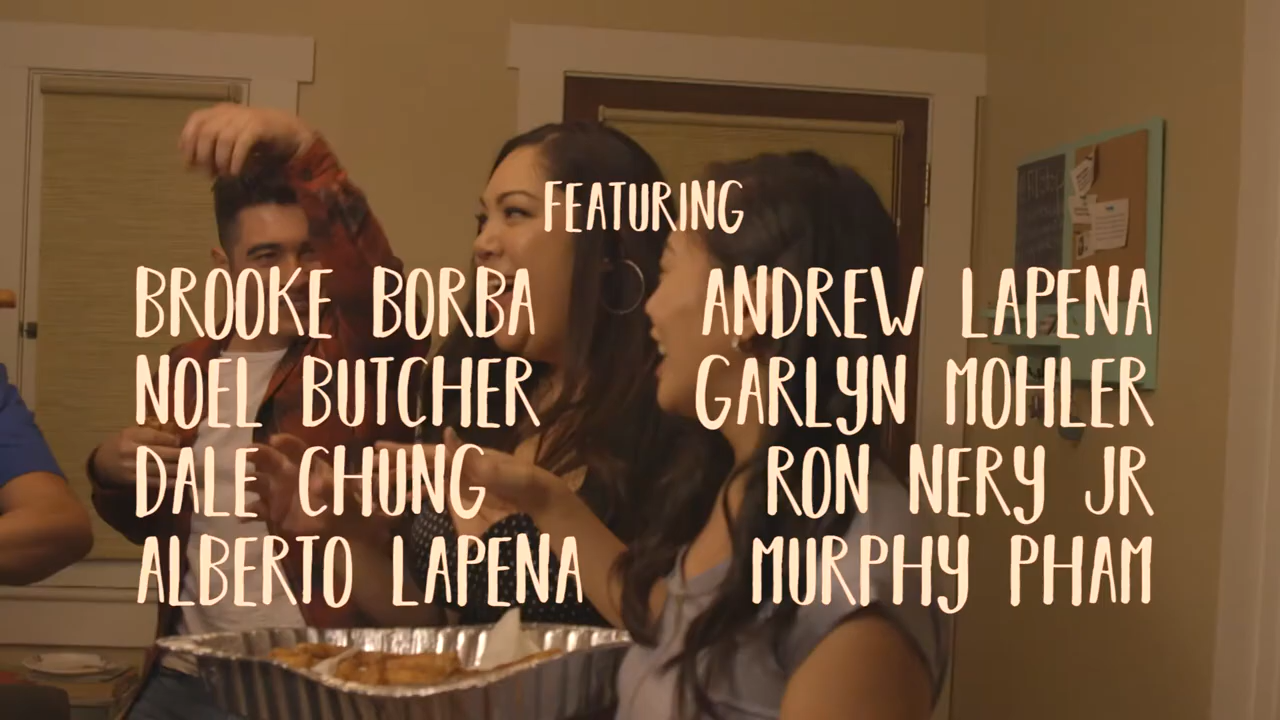 FEATURING
BROOKE BORBA
NOEL BUTCHER
DALE CHUNG
ALBERTO LAPENA
ANDREW LAPENA
GARLYN MOHLER
RON NERY JR
MURPHY PHAM